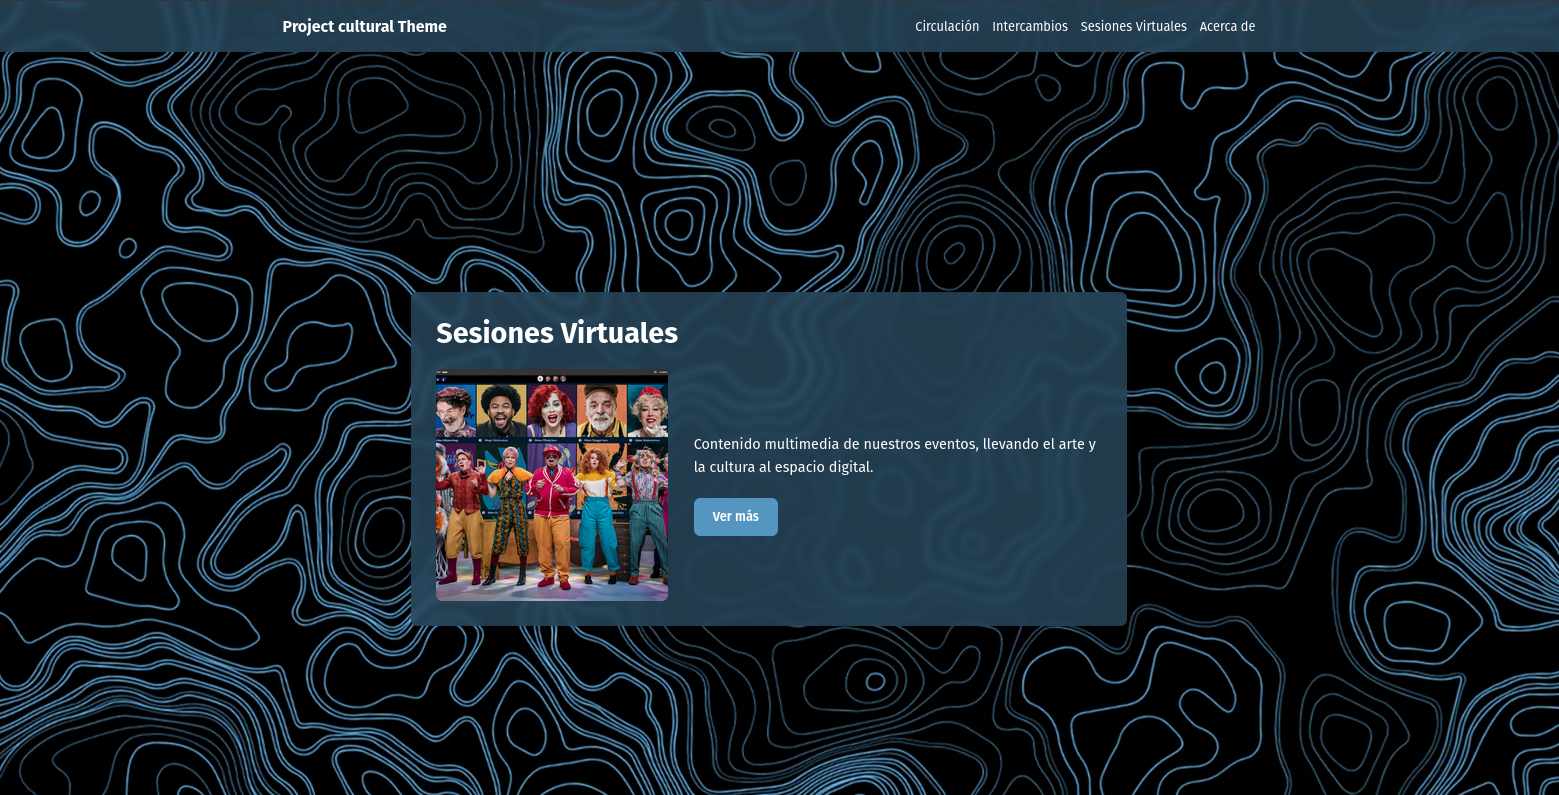 Project cultural Theme
Circulación Intercambios Sesiones Virtuales Acerca de
Sesiones Virtuales
Contenido multimedia de nuestros eventos, llevando el arte y
la cultura al espacio digital.
Ver más